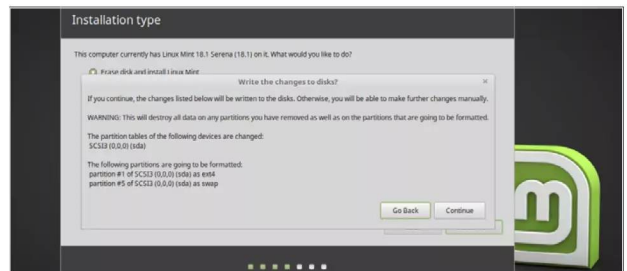 Installation type
This computer currently has Linux Mint 18.1 Serena (18.1) on it. What would you like to do?
Erase disk and install Linux Mint
Write the changes to disks?
If you continue, the changes listed below will be written to the disks. Otherwise, you will be able to make further changes manually.
WARNING: This will destroy all data on any partitions you have removed as well as on the partitions that are going to be formatted.
The partition tables of the following devices are changed:
SCSI3 (0,0,0) (sda)
The following partitions are going to be formatted:
partition #1 of SCSI3 (0,0,0) (sda) as ext4
partition #5 of SCSI3 (0,0,0) (sda) as swap
Go Back Continue